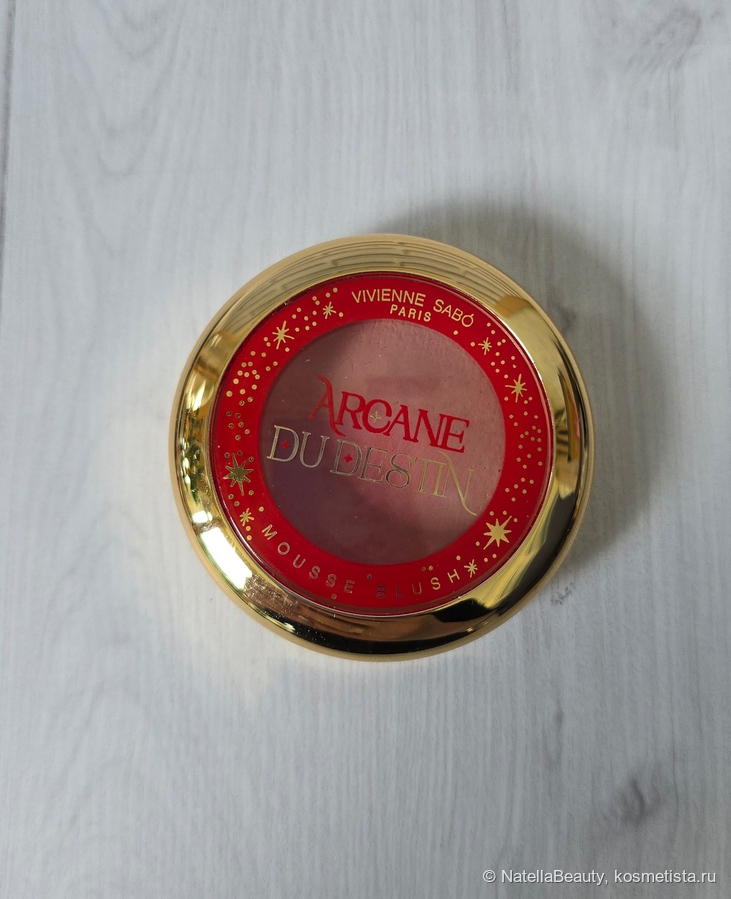 VIVIENNE SABÓ
PARIS
ARCANE
DU DESTIN
MOUSSE BLUSH
© NatellaBeauty, kosmetista.ru